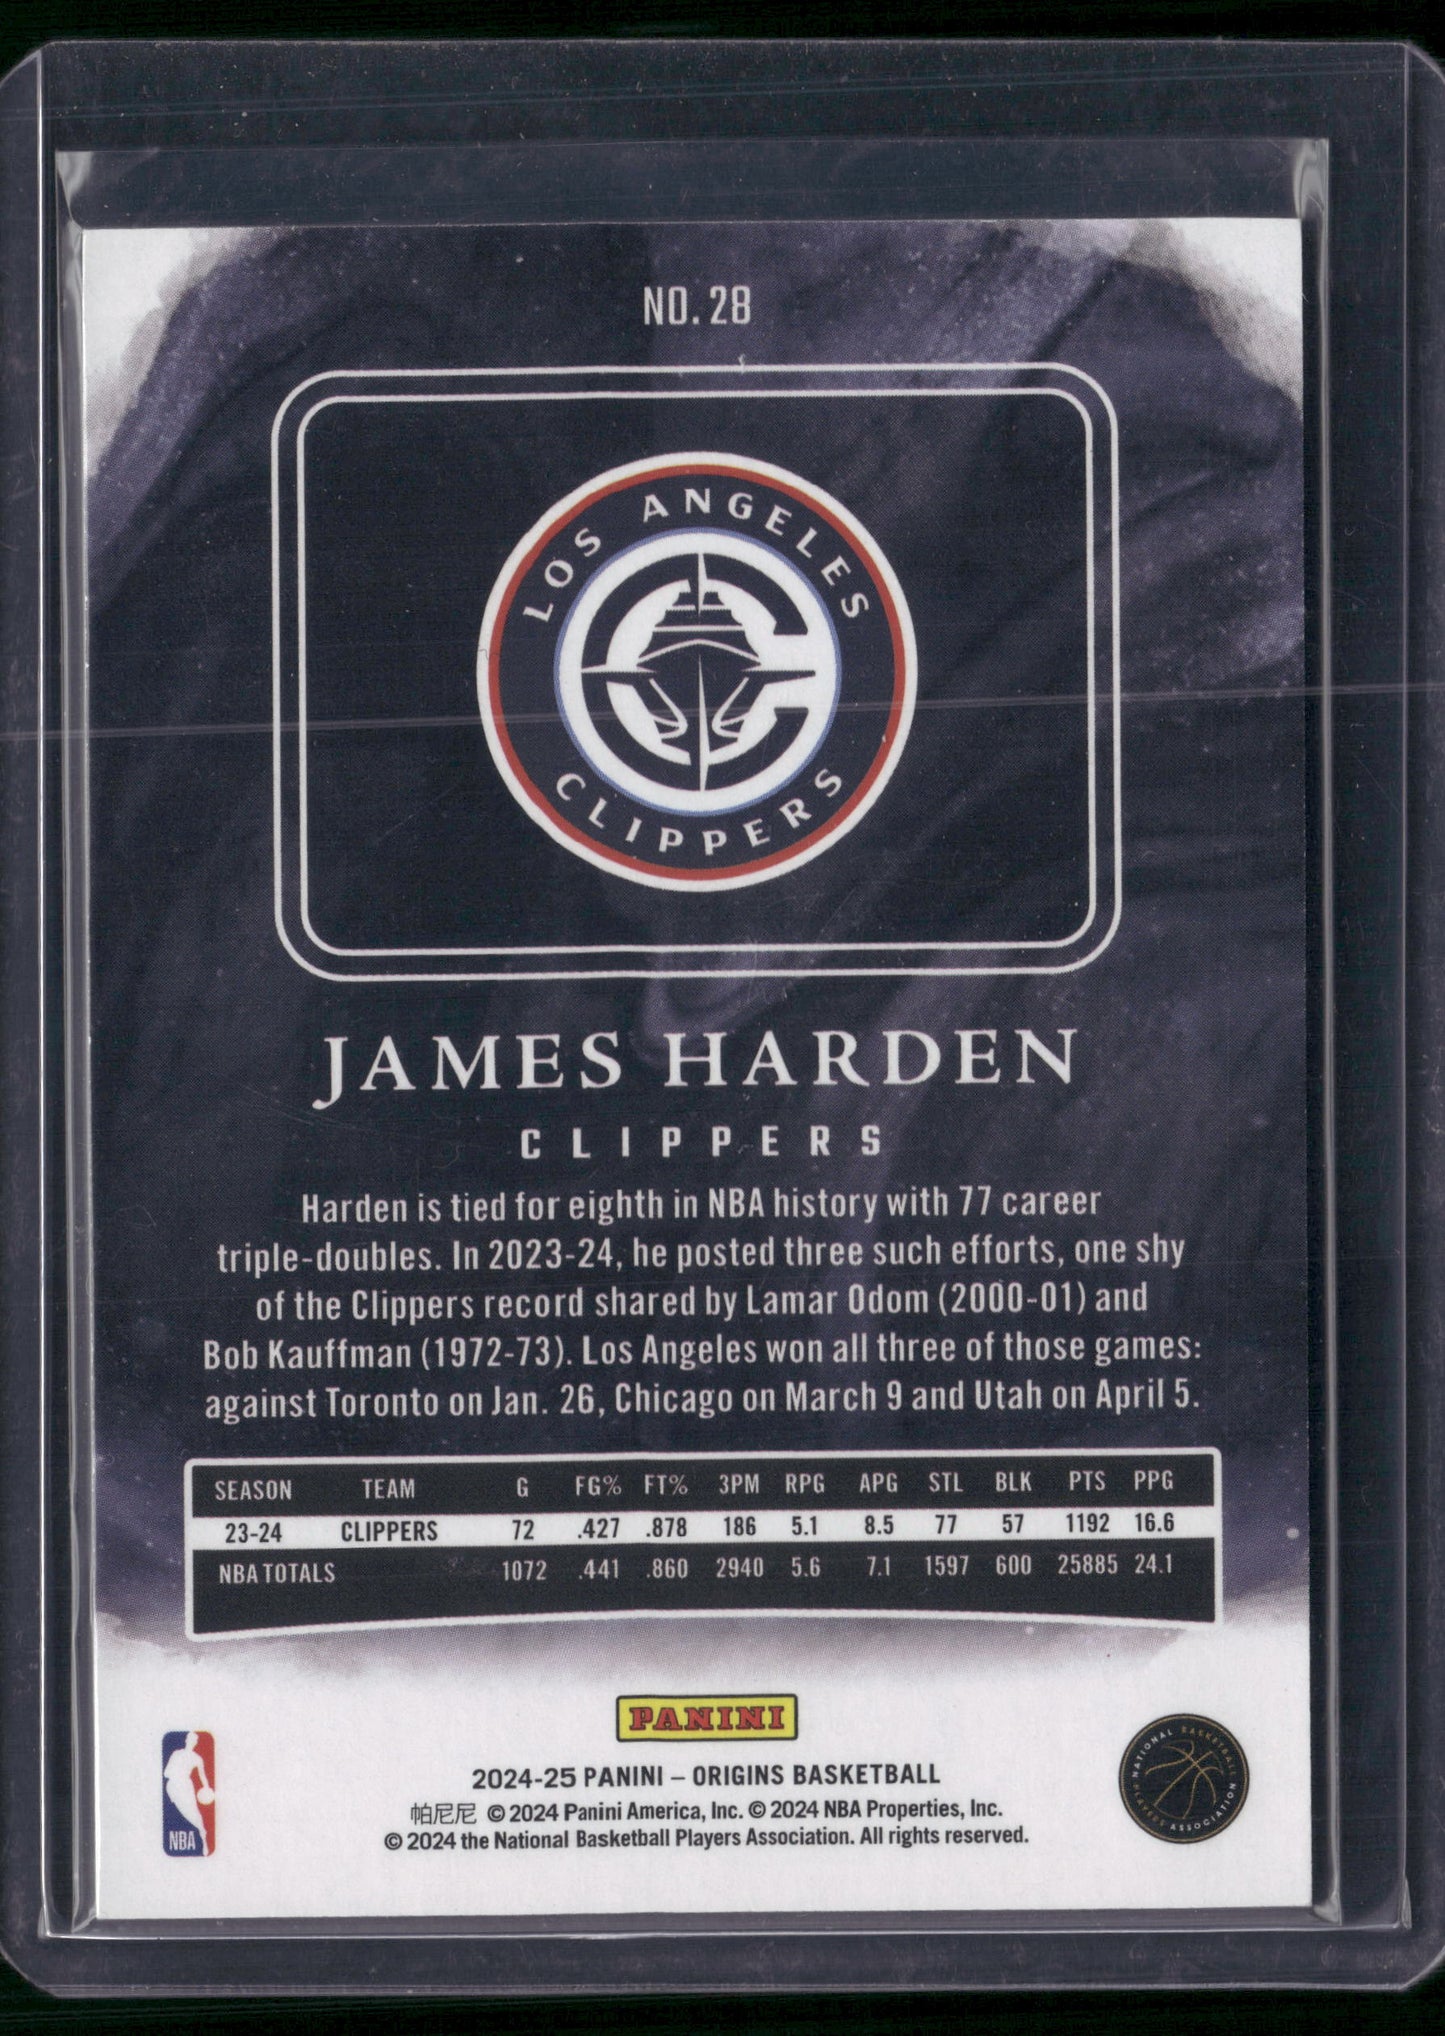 NO. 28
LOS ANGELES
CLIPPERS
JAMES HARDEN
CLIPPERS
Harden is tied for eighth in NBA history with 77 career
triple-doubles. In 2023-24, he posted three such efforts, one shy
of the Clippers record shared by Lamar Odom (2000-01) and
Bob Kauffman (1972-73). Los Angeles won all three of those games:
against Toronto on Jan. 26, Chicago on March 9 and Utah on April 5.
SEASON TEAM G FG% FT% 3PM RPG APG STL BLK PTS PPG
23-24 CLIPPERS 72 .427 .878 186 5.1 8.5 77 57 1192 16.6
NBA TOTALS 1072 .441 .860 2940 5.6 7.1 1597 600 25885 24.1
PANINI
2024-25 PANINI – ORIGINS BASKETBALL
帕尼尼 © 2024 Panini America, Inc. © 2024 NBA Properties, Inc.
© 2024 the National Basketball Players Association. All rights reserved.
NBA
NATIONAL BASKETBALL
PLAYERS ASSOCIATION